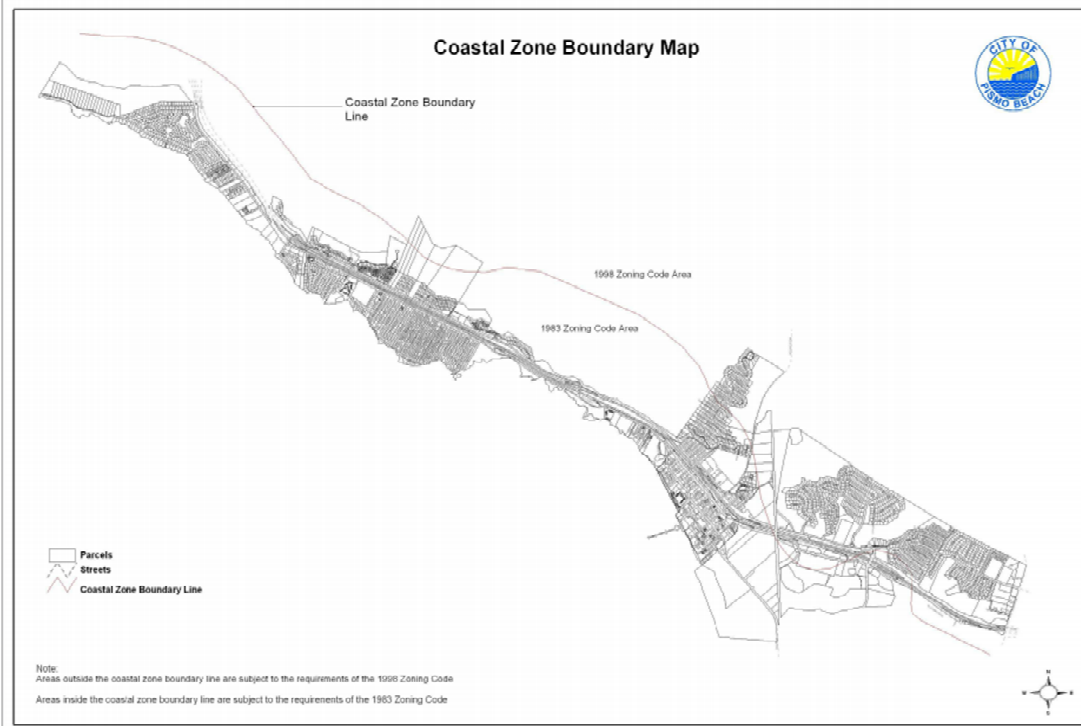 Coastal Zone Boundary Map
CITY OF
PISMO BEACH
Coastal Zone Boundary
Line
1998 Zoning Code Area
1983 Zoning Code Area
Parcels
Streets
Coastal Zone Boundary Line
Note:
Areas outside the coastal zone boundary line are subject to the requirements of the 1998 Zoning Code
Areas inside the coastal zone boundary line are subject to the requirements of the 1983 Zoning Code